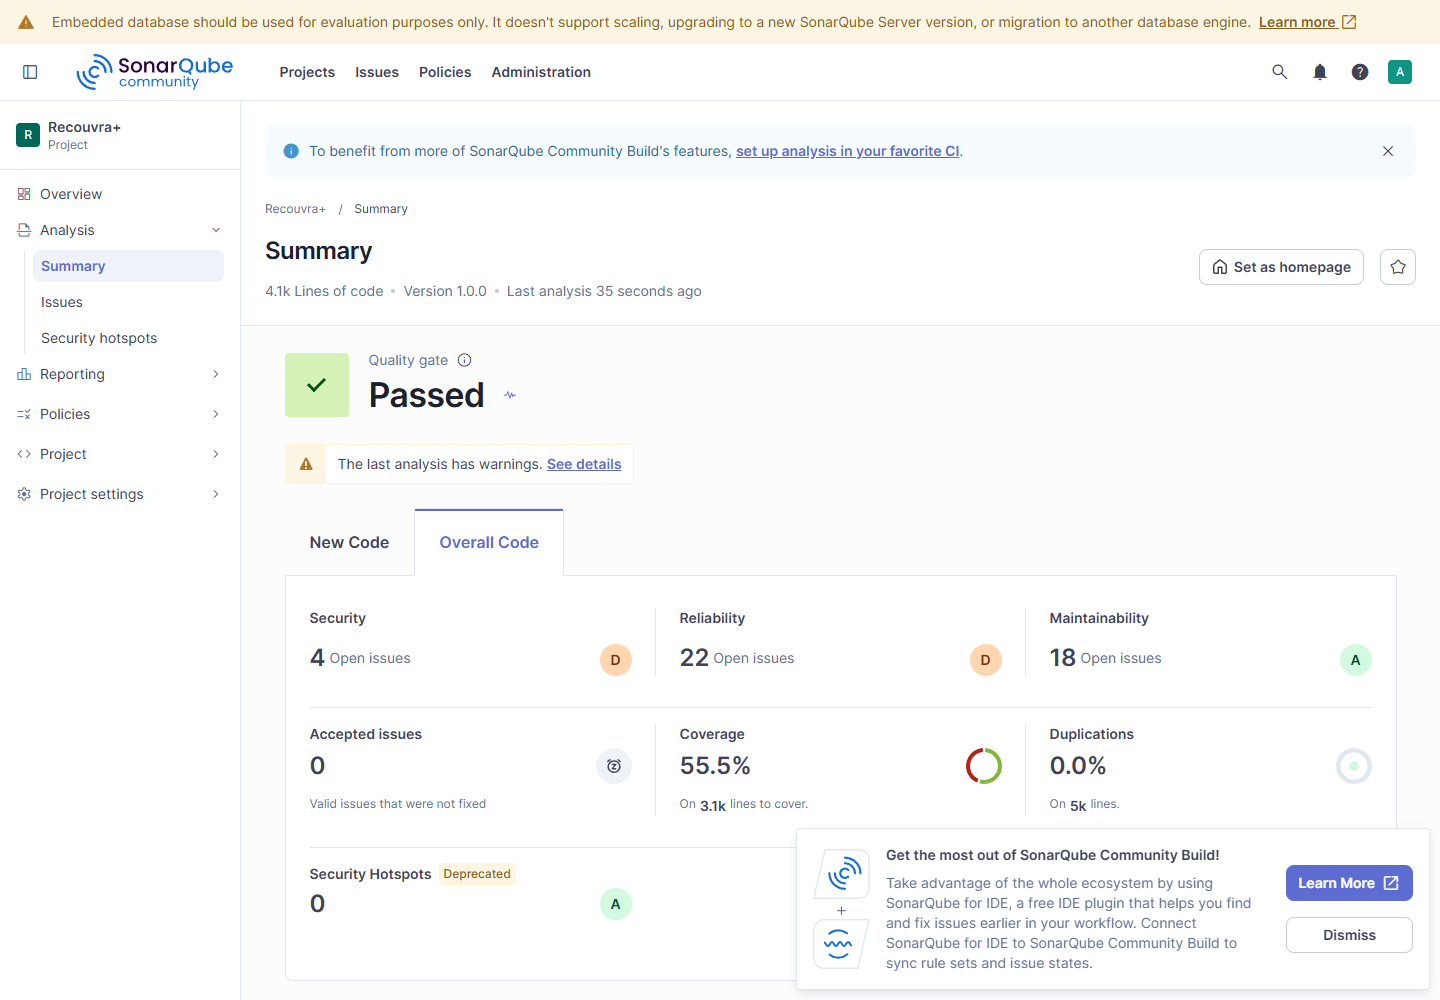 Embedded database should be used for evaluation purposes only. It doesn't support scaling, upgrading to a new SonarQube Server version, or migration to another database engine. Learn more
SonarQube community
Projects Issues Policies Administration
A
R
Recouvra+
Project
Overview
Analysis
Summary
Issues
Security hotspots
Reporting
Policies
Project
Project settings
To benefit from more of SonarQube Community Build's features, set up analysis in your favorite CI.
Recouvra+ / Summary
Summary
4.1k Lines of code • Version 1.0.0 • Last analysis 35 seconds ago
Set as homepage
Quality gate
Passed
The last analysis has warnings. See details
New Code
Overall Code
Security
4 Open issues
D
Reliability
22 Open issues
D
Maintainability
18 Open issues
A
Accepted issues
0
Valid issues that were not fixed
Coverage
55.5%
On 3.1k lines to cover.
Duplications
0.0%
On 5k lines.
Security Hotspots Deprecated
0
A
Get the most out of SonarQube Community Build!
Take advantage of the whole ecosystem by using
SonarQube for IDE, a free IDE plugin that helps you find
and fix issues earlier in your workflow. Connect
SonarQube for IDE to SonarQube Community Build to
sync rule sets and issue states.
Learn More
Dismiss